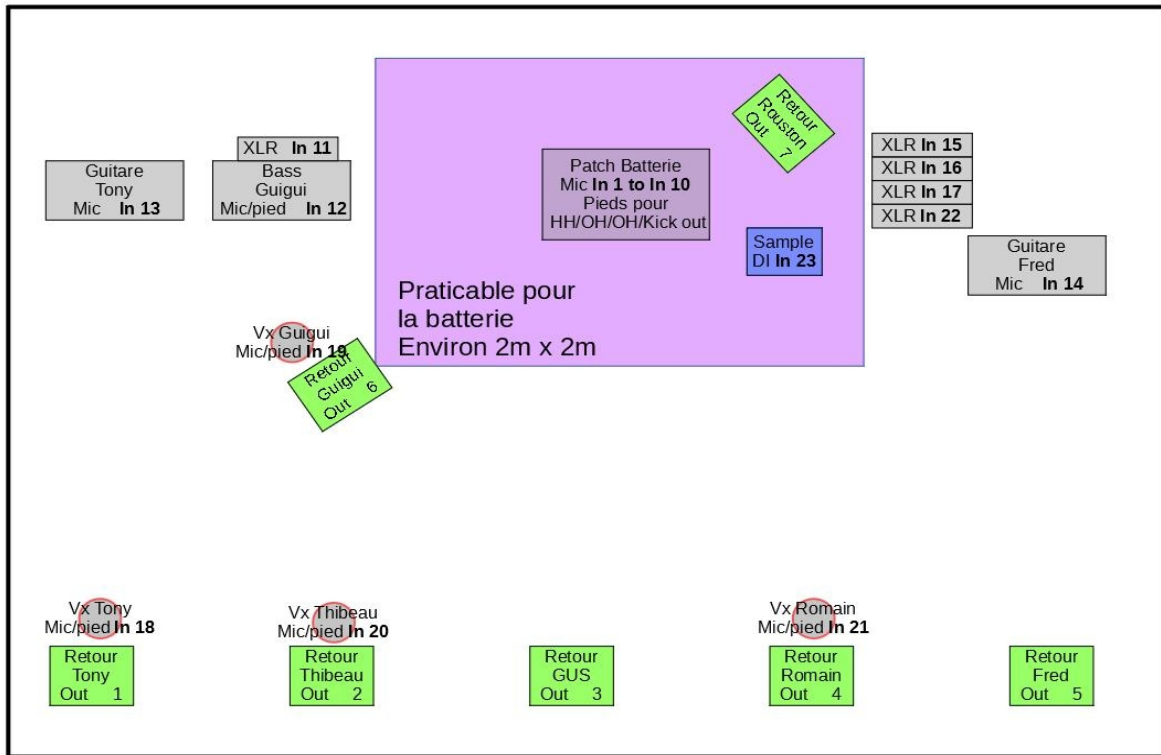 Retour
Rouston
Out 7
XLR In 11
Guitare
Tony
Mic In 13
Bass
Guigui
Mic/pied In 12
Patch Batterie
Mic In 1 to In 10
Pieds pour
HH/OH/OH/Kick out
XLR In 15
XLR In 16
XLR In 17
XLR In 22
Sample
DI In 23
Guitare
Fred
Mic In 14
Praticable pour
la batterie
Environ 2m x 2m
Vx Guigui
Mic/pied In 19
Retour
Guigui
Out 6
Vx Tony
Mic/pied In 18
Vx Thibeau
Mic/pied In 20
Vx Romain
Mic/pied In 21
Retour
Tony
Out 1
Retour
Thibeau
Out 2
Retour
GUS
Out 3
Retour
Romain
Out 4
Retour
Fred
Out 5